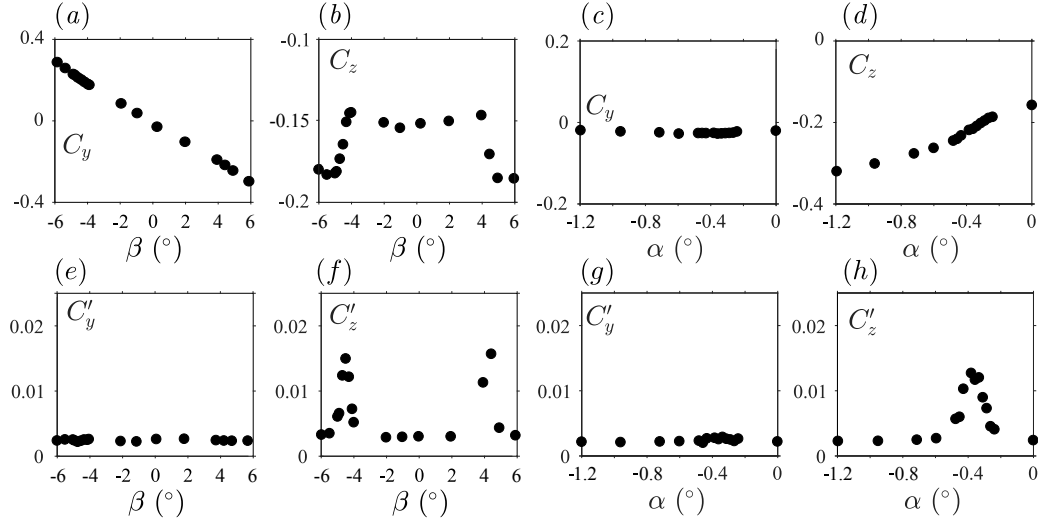 (a) (b) (c) (d)
0.4 0 -0.4 C_y
-6 -4 -2 0 2 4 6
β (°)
-0.1 -0.15 -0.2 C_z
-6 -4 -2 0 2 4 6
β (°)
0.2 0 -0.2 C_y
-1.2 -0.8 -0.4 0
α (°)
0 -0.2 -0.4 C_z
-1.2 -0.8 -0.4 0
α (°)
(e) (f) (g) (h)
0.02 0.01 0 C′_y
-6 -4 -2 0 2 4 6
β (°)
0.02 0.01 0 C′_z
-6 -4 -2 0 2 4 6
β (°)
0.02 0.01 0 C′_y
-1.2 -0.8 -0.4 0
α (°)
0.02 0.01 0 C′_z
-1.2 -0.8 -0.4 0
α (°)